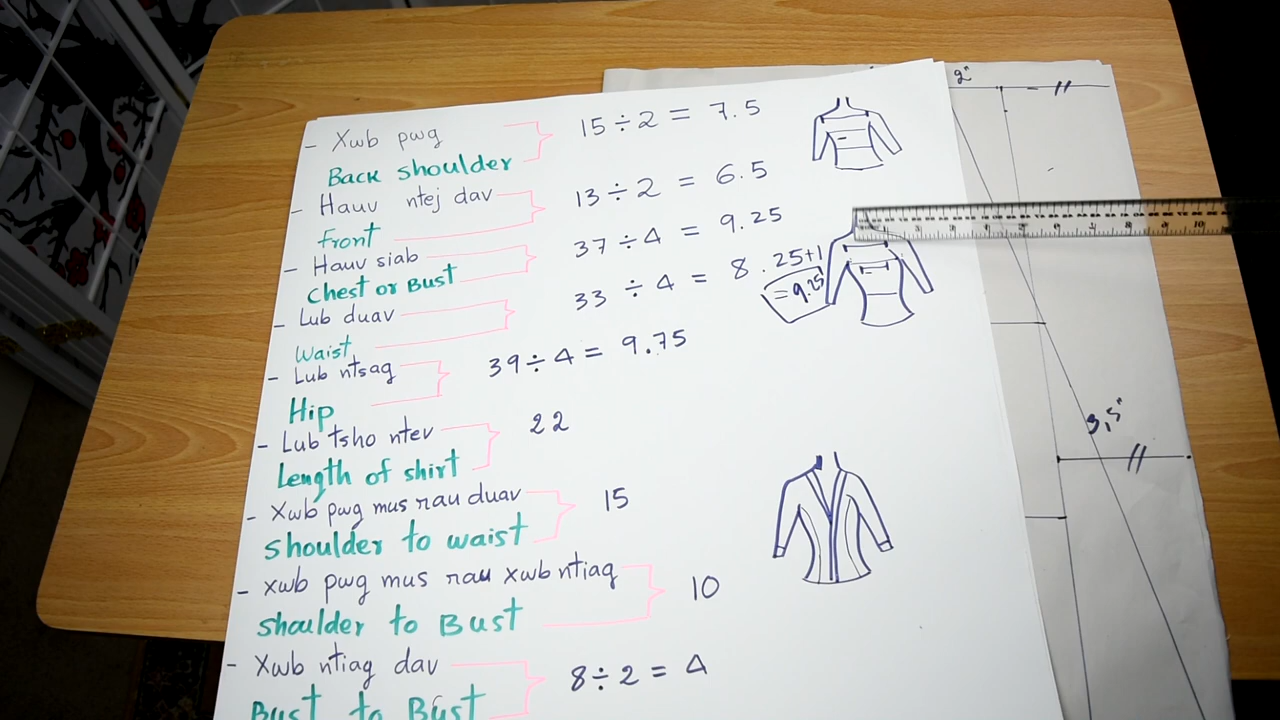 - Xwb pwg
Back shoulder
15 ÷ 2 = 7.5
- Hauv ntej dav
front
13 ÷ 2 = 6.5
- Hauv siab
Chest or Bust
37 ÷ 4 = 9.25
- Lub duav
Waist
33 ÷ 4 = 8.25+1
= 9.25
- Lub ntsag
Hip
39 ÷ 4 = 9.75
- Lub tsho ntev
Length of shirt
22
- Xwb pwg mus rau duav
shoulder to waist
15
- xwb pwg mus rau xwb ntiag
shoulder to Bust
10
- Xwb ntiag dav
Bust to Bust
8 ÷ 2 = 4
2"
3,5"